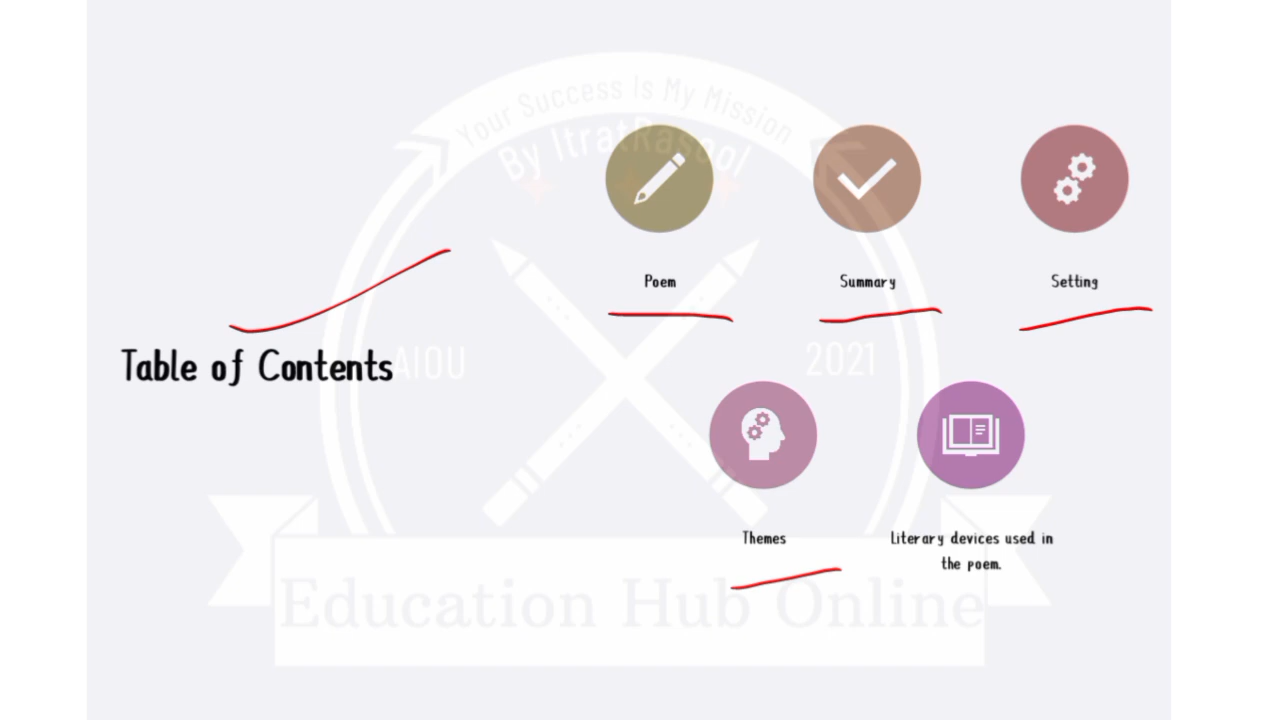 Your Success Is My Mission
By ItratRasool
Poem
Summary
Setting
Table of Contents
AIOU
2021
Themes
Literary devices used in
the poem.
Education Hub Online